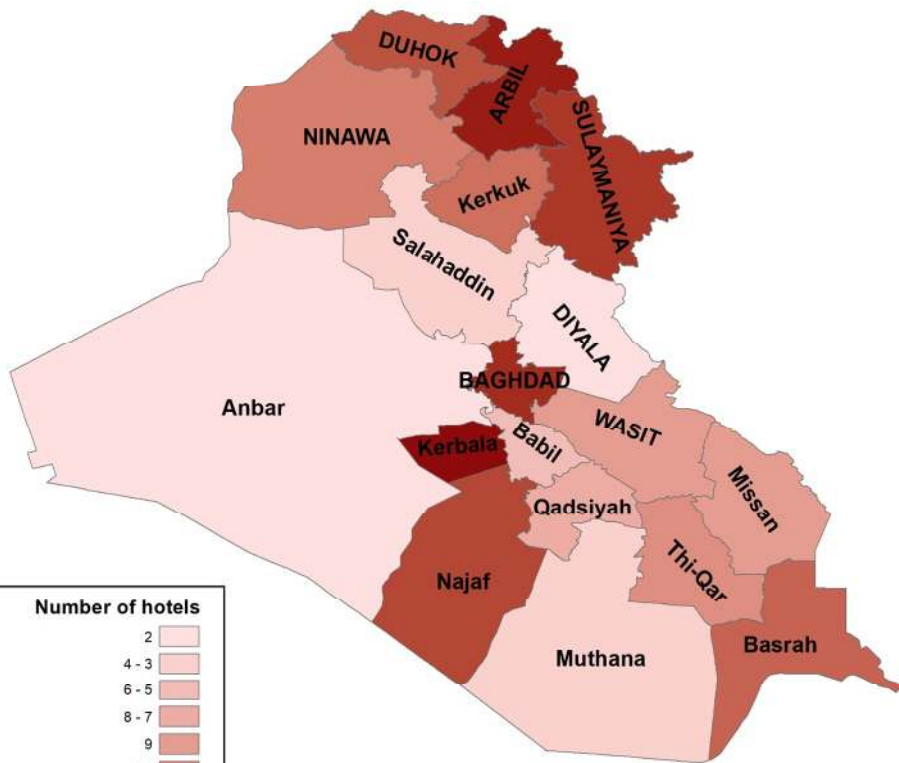 DUHOK
ARBIL
NINAWA
SULAYMANIYA
Kerkuk
Salahaddin
DIYALA
BAGHDAD
Anbar
WASIT
Babil
Kerbala
Missan
Qadsiyah
Thi-Qar
Najaf
Basrah
Muthana
Number of hotels
2
4 - 3
6 - 5
8 - 7
9